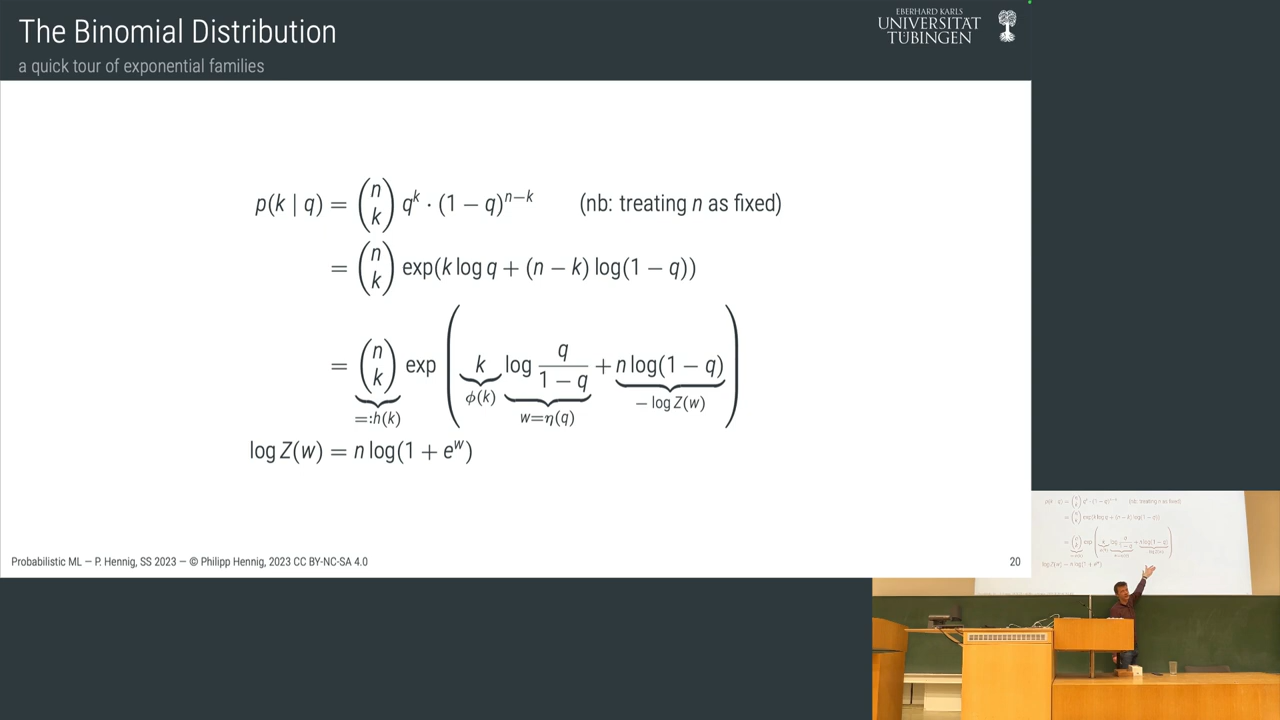 The Binomial Distribution
a quick tour of exponential families
EBERHARD KARLS
UNIVERSITÄT
TÜBINGEN
p(k | q) = (n k) q^k · (1 − q)^{n−k} (nb: treating n as fixed)
= (n k) exp(k log q + (n − k) log(1 − q))
= (n k) exp ( k log q/(1 − q) + n log(1 − q) )
=:h(k) ϕ(k) w=η(q) − log Z(w)
log Z(w) = n log(1 + e^w)
Probabilistic ML — P. Hennig, SS 2023 — © Philipp Hennig, 2023 CC BY-NC-SA 4.0 20